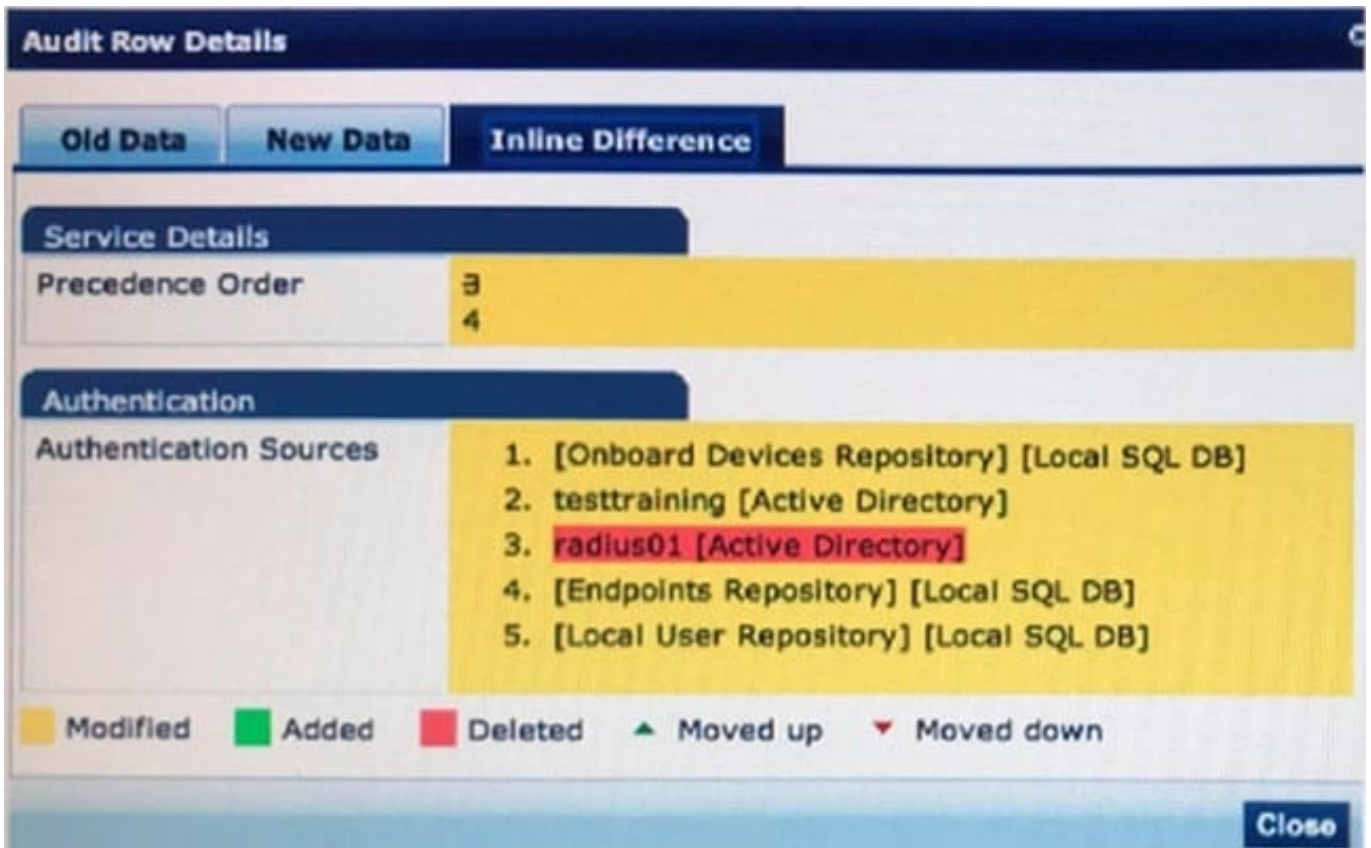 Audit Row Details
Old Data New Data Inline Difference
Service Details
Precedence Order 3
4
Authentication
Authentication Sources 1. [Onboard Devices Repository] [Local SQL DB]
2. testtraining [Active Directory]
3. radius01 [Active Directory]
4. [Endpoints Repository] [Local SQL DB]
5. [Local User Repository] [Local SQL DB]
Modified Added Deleted Moved up Moved down
Close